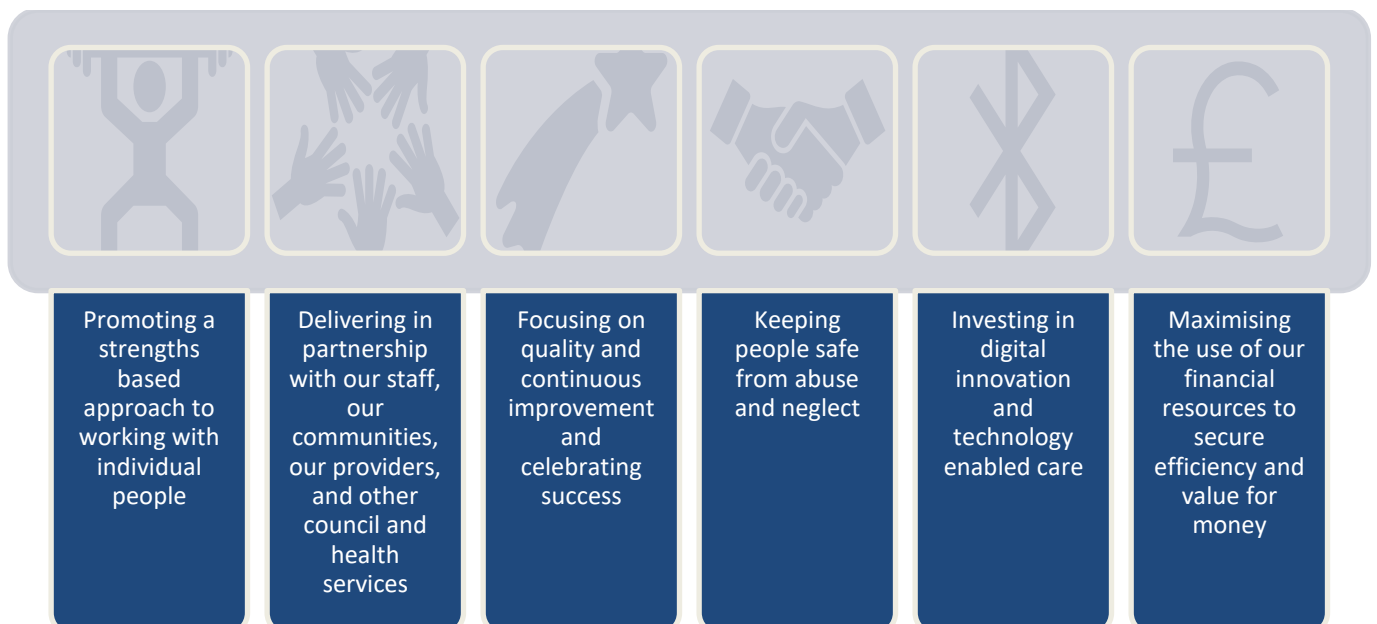 Promoting a
strengths
based
approach to
working with
individual
people
Delivering in
partnership
with our staff,
our
communities,
our providers,
and other
council and
health
services
Focusing on
quality and
continuous
improvement
and
celebrating
success
Keeping
people safe
from abuse
and neglect
Investing in
digital
innovation
and
technology
enabled care
Maximising
the use of our
financial
resources to
secure
efficiency and
value for
money